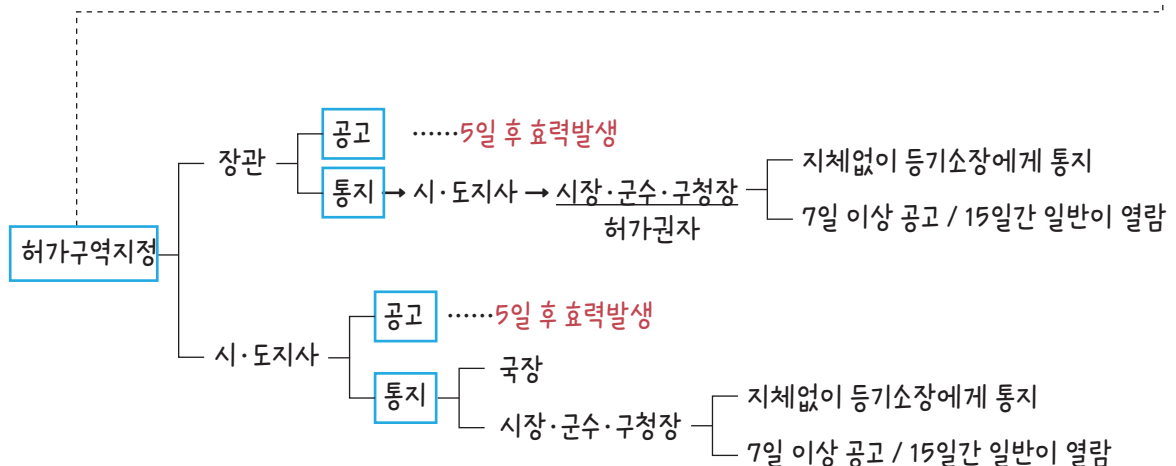 공고 ……5일 후 효력발생
장관
통지 → 시·도지사 → 시장·군수·구청장
허가권자
지체없이 등기소장에게 통지
7일 이상 공고 / 15일간 일반이 열람
허가구역지정
공고 ……5일 후 효력발생
시·도지사
통지
국장
시장·군수·구청장
지체없이 등기소장에게 통지
7일 이상 공고 / 15일간 일반이 열람